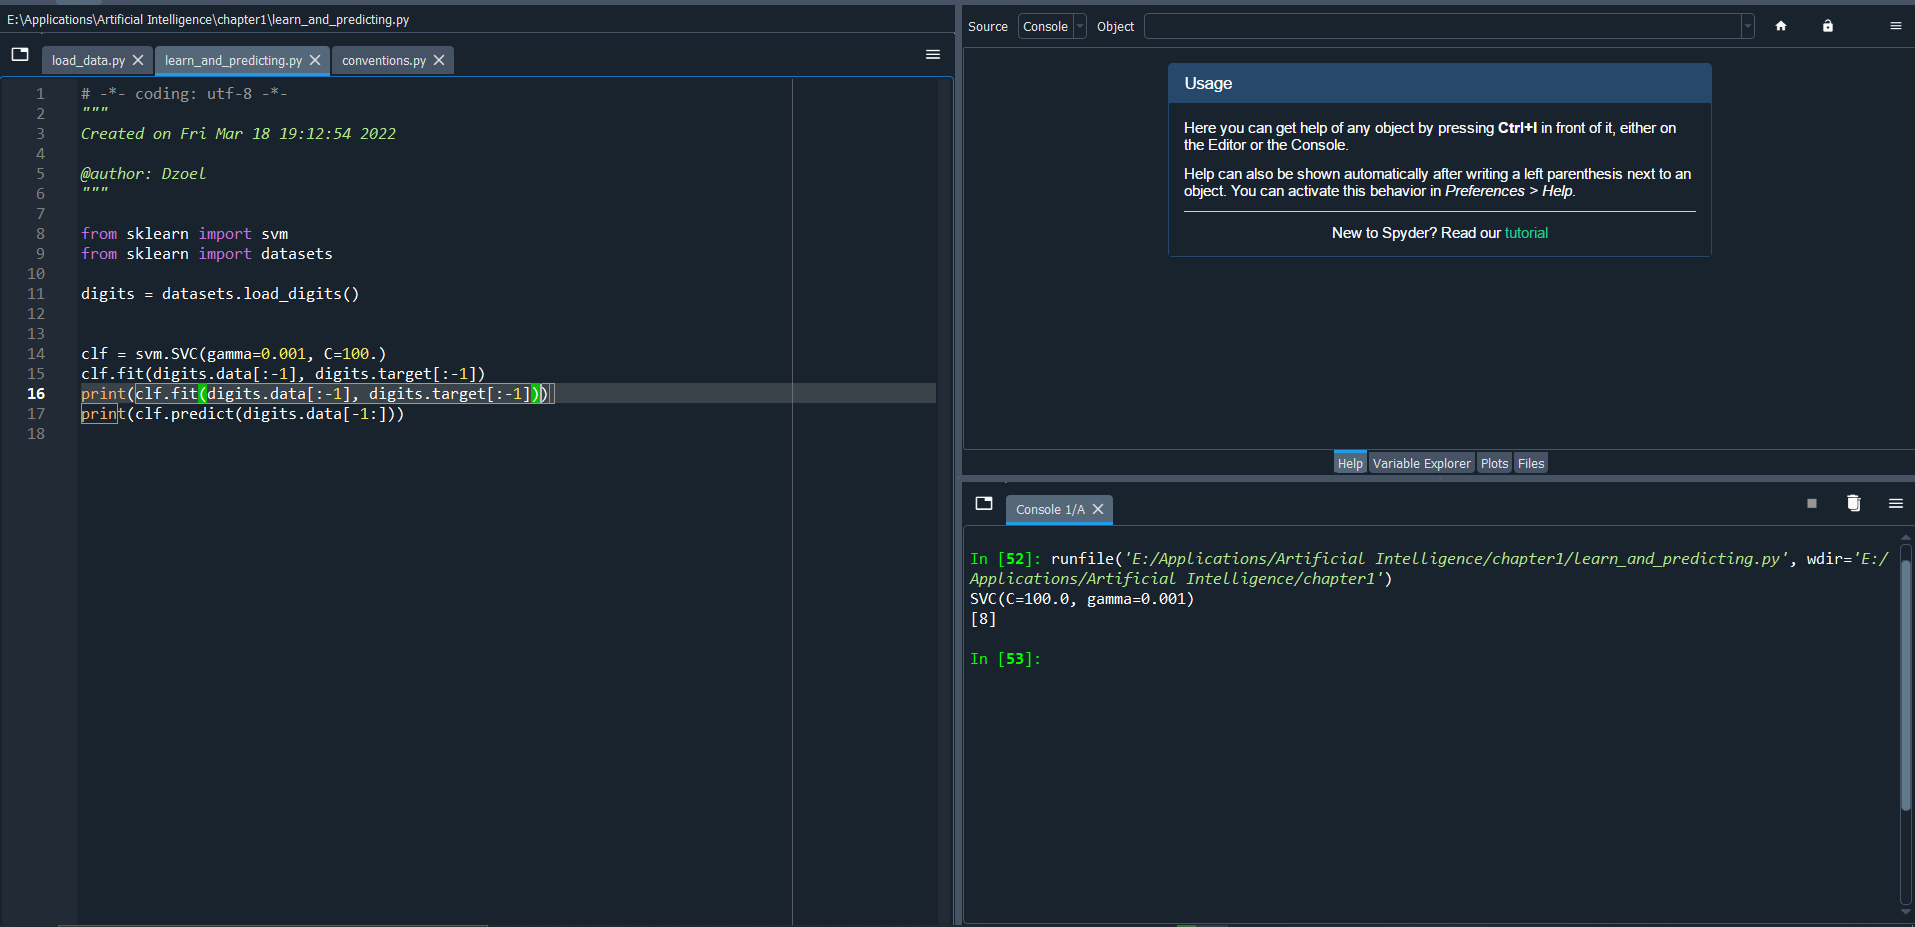 E:\Applications\Artificial Intelligence\chapter1\learn_and_predicting.py
load_data.py
learn_and_predicting.py
conventions.py
1 # -*- coding: utf-8 -*-
2 """
3 Created on Fri Mar 18 19:12:54 2022
4
5 @author: Dzoel
6 """
7
8 from sklearn import svm
9 from sklearn import datasets
10
11 digits = datasets.load_digits()
12
13
14 clf = svm.SVC(gamma=0.001, C=100.)
15 clf.fit(digits.data[:-1], digits.target[:-1])
16 print(clf.fit(digits.data[:-1], digits.target[:-1]))
17 print(clf.predict(digits.data[-1:]))
18
Source Console Object
Usage
Here you can get help of any object by pressing Ctrl+I in front of it, either on
the Editor or the Console.
Help can also be shown automatically after writing a left parenthesis next to an
object. You can activate this behavior in Preferences > Help.
New to Spyder? Read our tutorial
Help Variable Explorer Plots Files
Console 1/A
In [52]: runfile('E:/Applications/Artificial Intelligence/chapter1/learn_and_predicting.py', wdir='E:/
Applications/Artificial Intelligence/chapter1')
SVC(C=100.0, gamma=0.001)
[8]
In [53]: